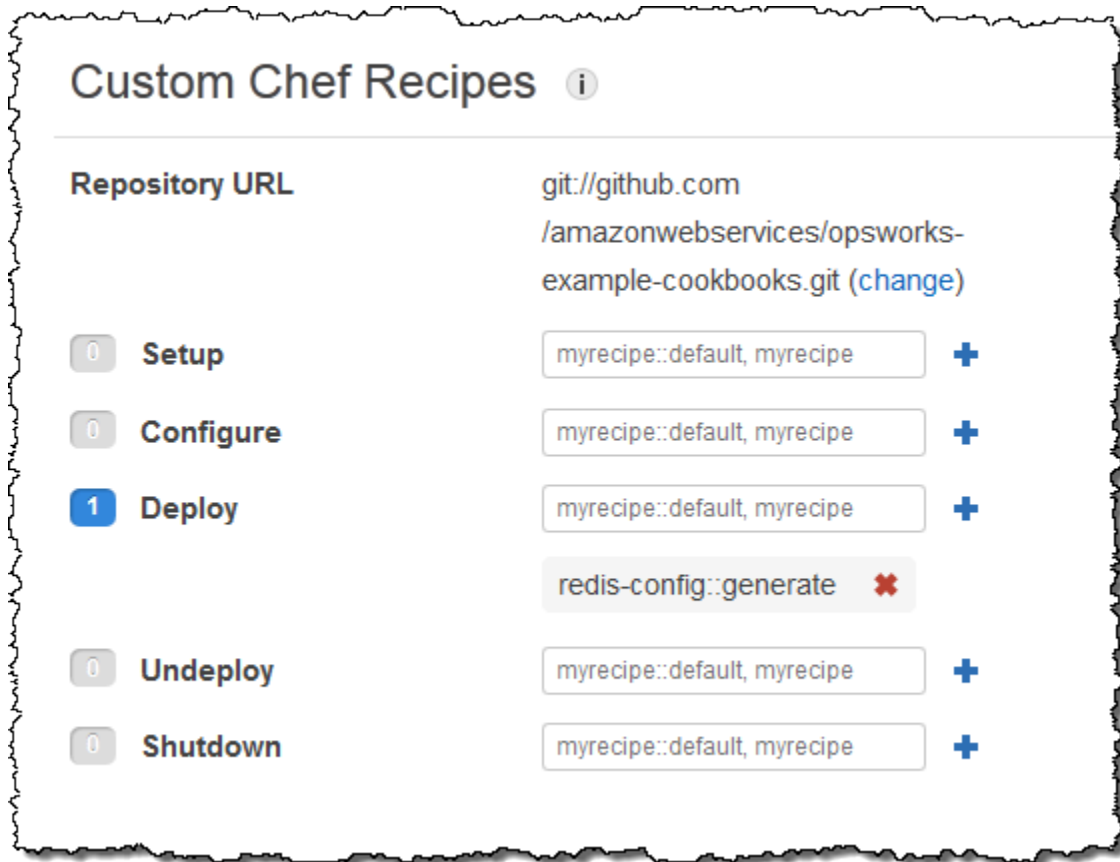 Custom Chef Recipes i
Repository URL
git://github.com
/amazonwebservices/opsworks-
example-cookbooks.git (change)
0 Setup myrecipe::default, myrecipe
0 Configure myrecipe::default, myrecipe
1 Deploy myrecipe::default, myrecipe
redis-config::generate
0 Undeploy myrecipe::default, myrecipe
0 Shutdown myrecipe::default, myrecipe